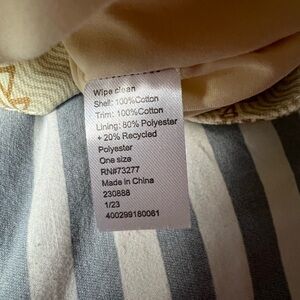 Wipe clean
Shell: 100%Cotton
Trim: 100%Cotton
Lining: 80% Polyester
+ 20% Recycled
Polyester
One size
RN#73277
Made in China
230888
1/23
400299180061